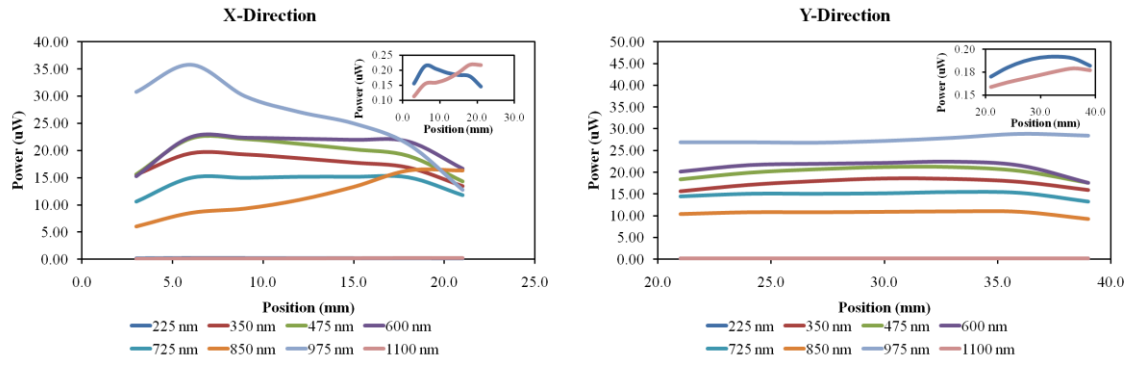 X-Direction
40.00
35.00
30.00
25.00
20.00
15.00
10.00
5.00
0.00
Power (uW)
0.0 5.0 10.0 15.0 20.0 25.0
Position (mm)
0.25
0.20
0.15
0.10
Power (uW)
0.0 10.0 20.0 30.0
Position (mm)
225 nm 350 nm 475 nm 600 nm
725 nm 850 nm 975 nm 1100 nm
Y-Direction
50.00
45.00
40.00
35.00
30.00
25.00
20.00
15.00
10.00
5.00
0.00
Power (uW)
20.0 25.0 30.0 35.0 40.0
Position (mm)
0.20
0.18
0.15
Power (uW)
20.0 30.0 40.0
Position (mm)
225 nm 350 nm 475 nm 600 nm
725 nm 850 nm 975 nm 1100 nm